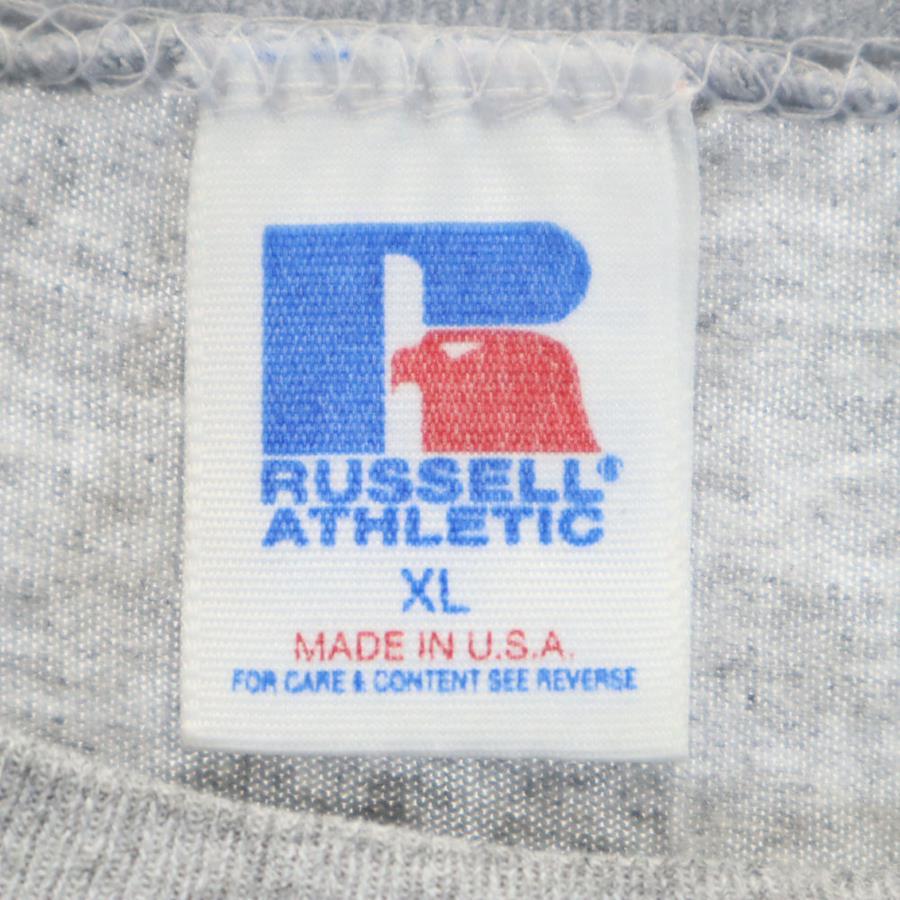 RUSSELL®
ATHLETIC
XL
MADE IN U.S.A.
FOR CARE & CONTENT SEE REVERSE